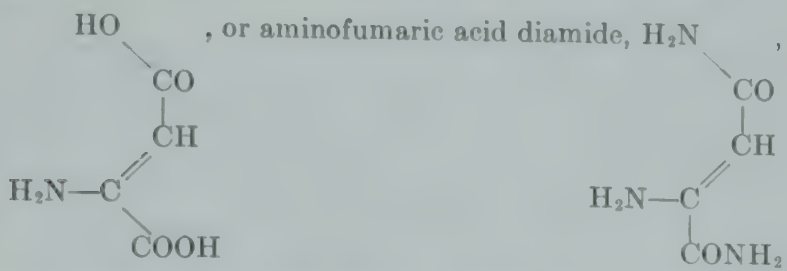 HO , or aminofumaric acid diamide, H₂N ,
CO CO
CH CH
H₂N—C H₂N—C
COOH CONH₂